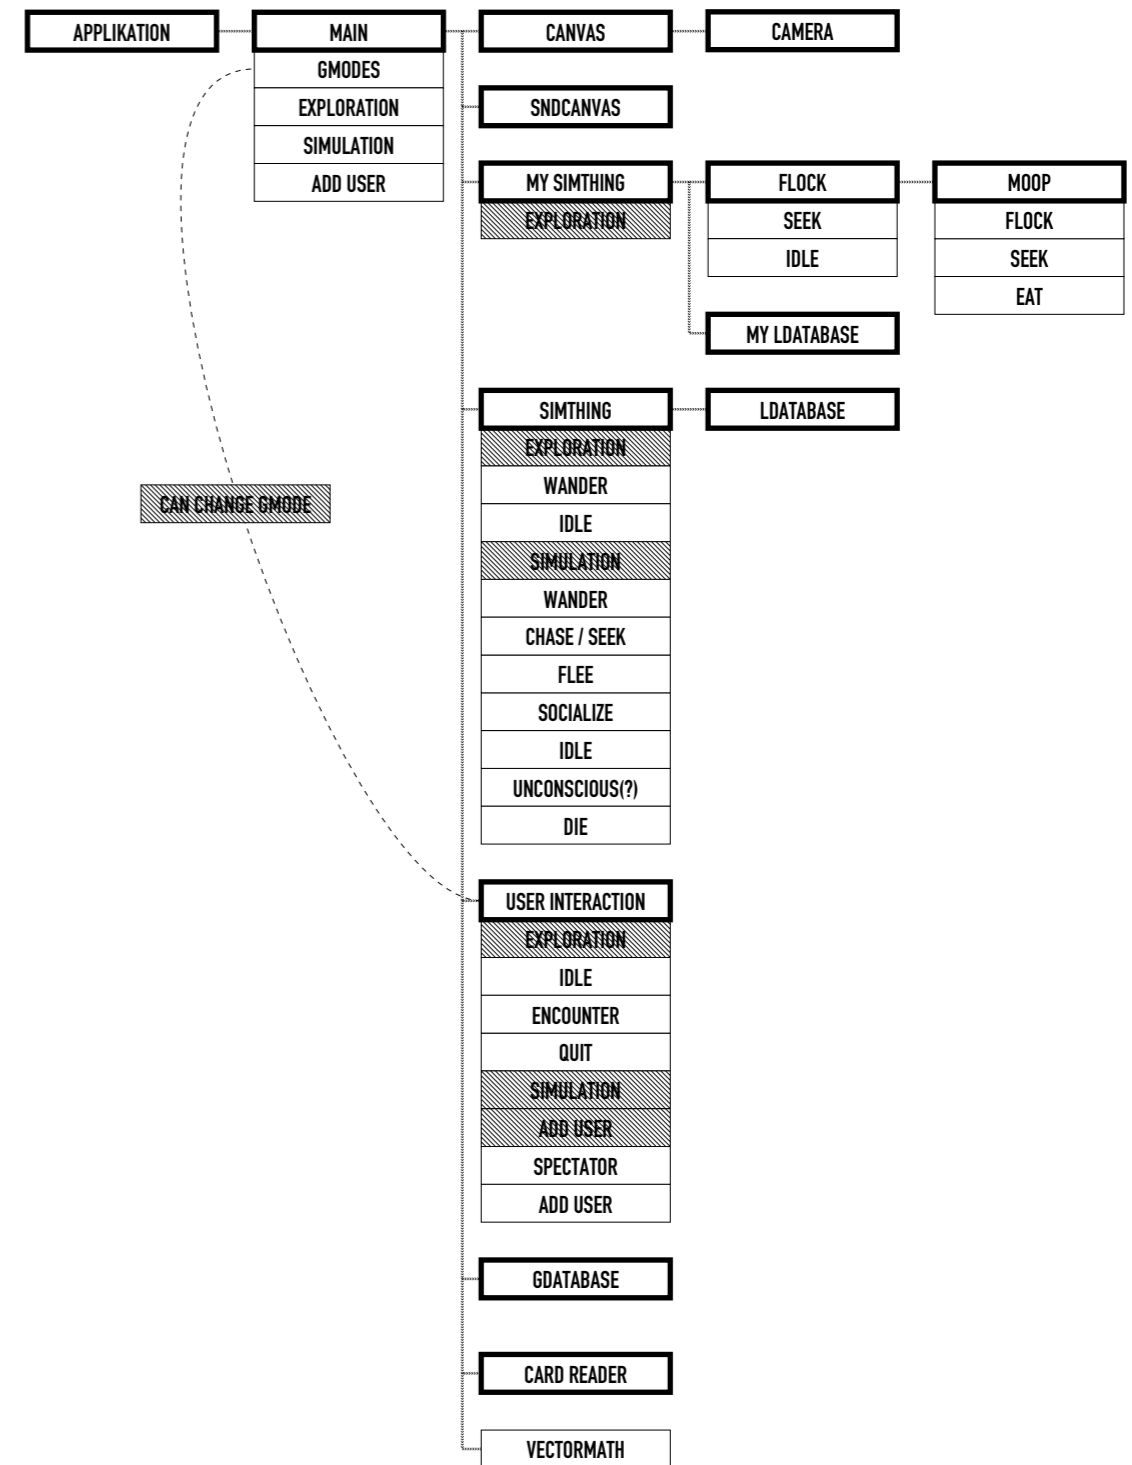 APPLIKATION
MAIN
GMODES
EXPLORATION
SIMULATION
ADD USER
CANVAS
CAMERA
SNDCANVAS
MY SIMTHING
EXPLORATION
FLOCK
SEEK
IDLE
MOOP
FLOCK
SEEK
EAT
MY LDATABASE
SIMTHING
LDATABASE
EXPLORATION
WANDER
IDLE
SIMULATION
WANDER
CHASE / SEEK
FLEE
SOCIALIZE
IDLE
UNCONSCIOUS(?)
DIE
CAN CHANGE GMODE
USER INTERACTION
EXPLORATION
IDLE
ENCOUNTER
QUIT
SIMULATION
ADD USER
SPECTATOR
ADD USER
GDATABASE
CARD READER
VECTORMATH